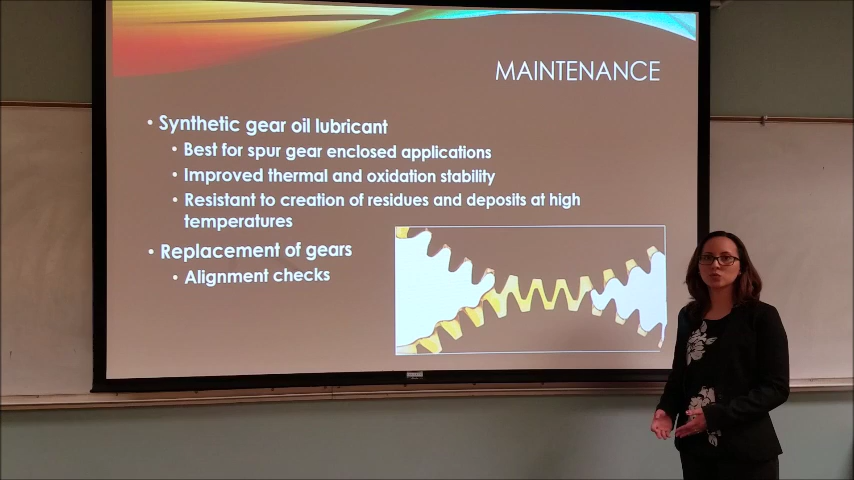 MAINTENANCE
• Synthetic gear oil lubricant
• Best for spur gear enclosed applications
• Improved thermal and oxidation stability
• Resistant to creation of residues and deposits at high
temperatures
• Replacement of gears
• Alignment checks